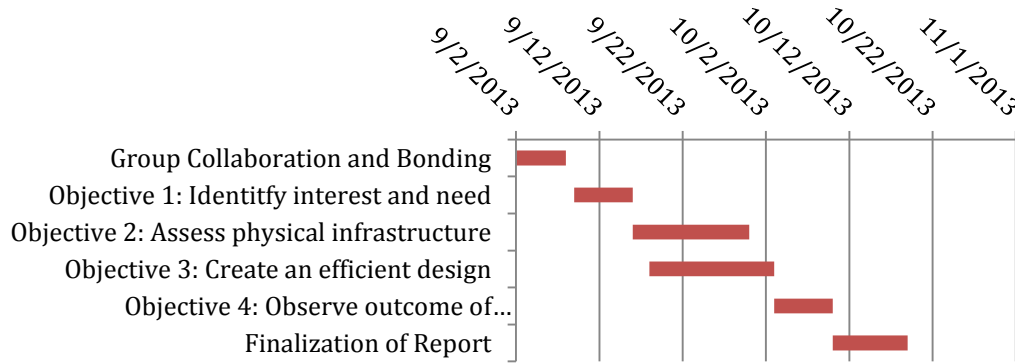 9/2/2013
9/12/2013
9/22/2013
10/2/2013
10/12/2013
10/22/2013
11/1/2013
Group Collaboration and Bonding
Objective 1: Identitfy interest and need
Objective 2: Assess physical infrastructure
Objective 3: Create an efficient design
Objective 4: Observe outcome of…
Finalization of Report